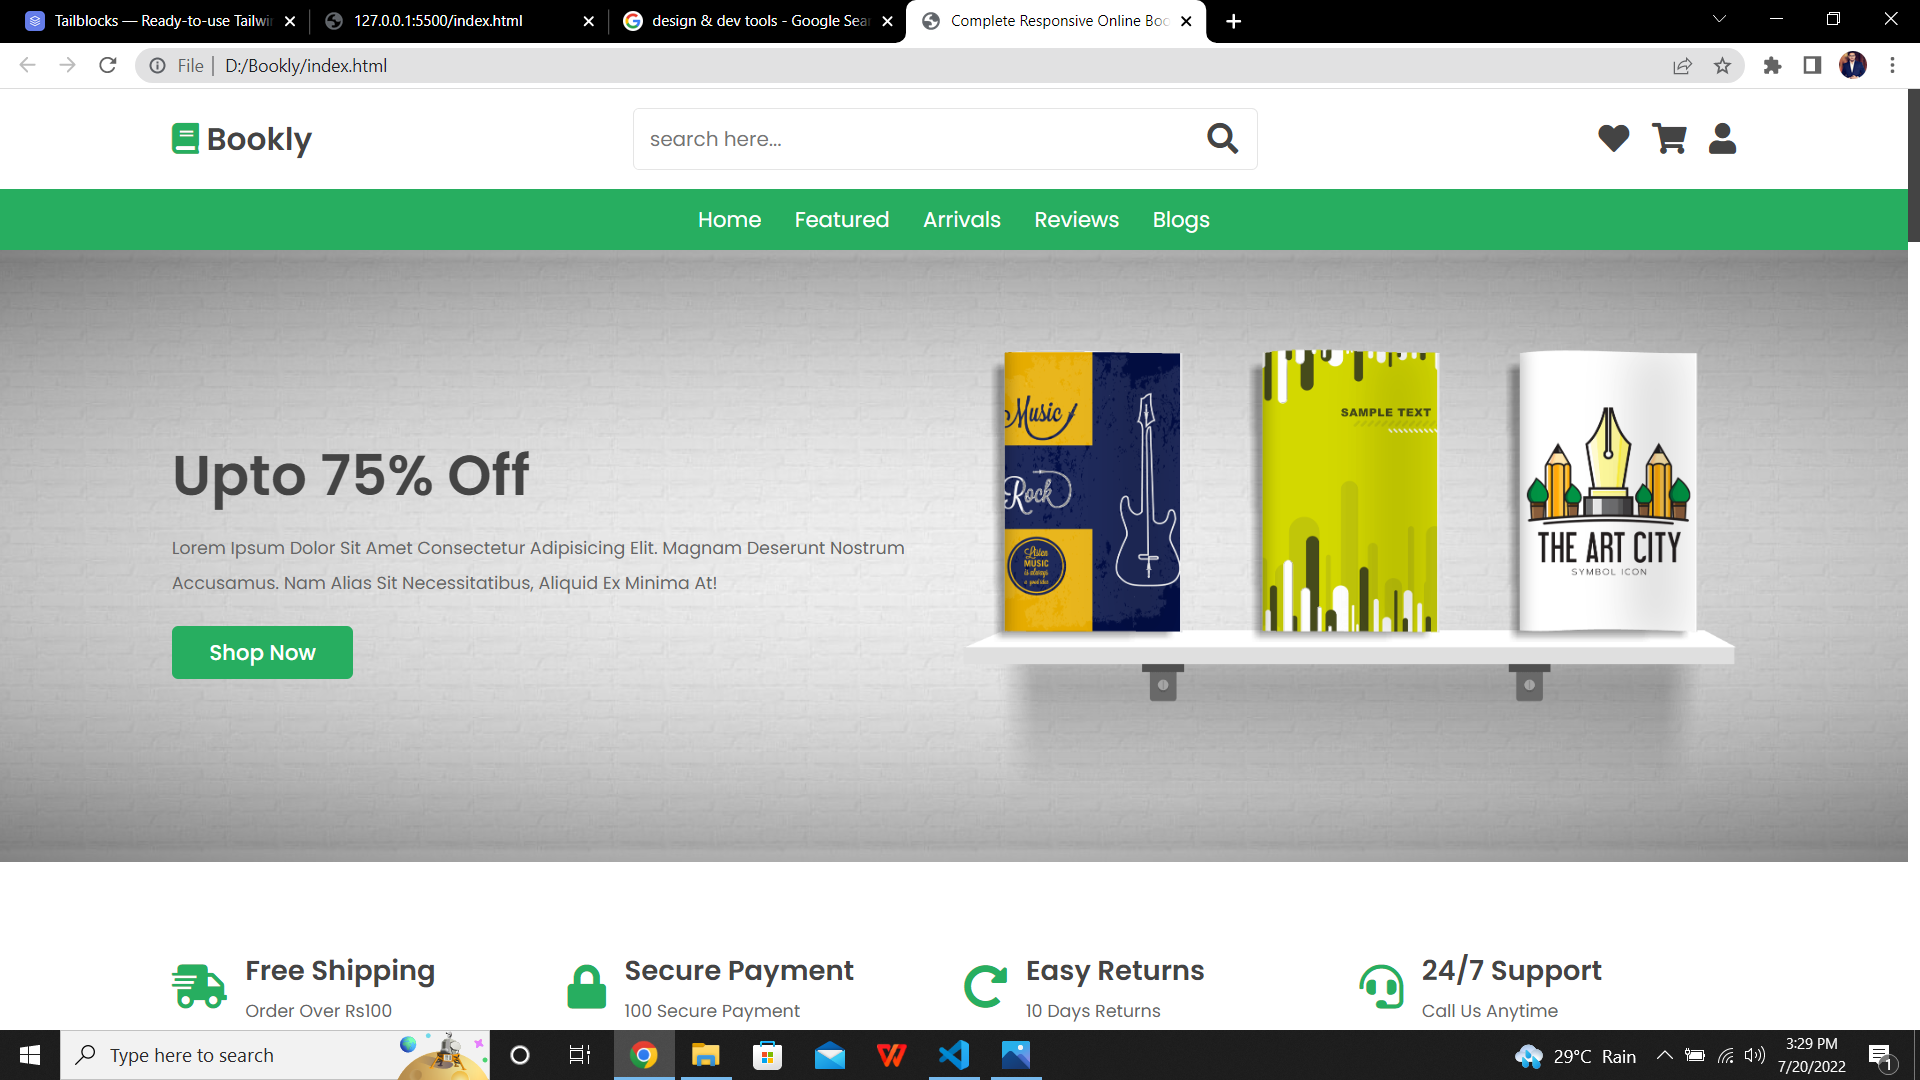 Tailblocks — Ready-to-use Tailwi
127.0.0.1:5500/index.html
design & dev tools - Google Sea
Complete Responsive Online Boo
File
D:/Bookly/index.html
Bookly
search here...
Home Featured Arrivals Reviews Blogs
Music
Rock
Listen
MUSIC
is always
a good idea
SAMPLE TEXT
THE ART CITY
SYMBOL ICON
Upto 75% Off
Lorem Ipsum Dolor Sit Amet Consectetur Adipisicing Elit. Magnam Deserunt Nostrum
Accusamus. Nam Alias Sit Necessitatibus, Aliquid Ex Minima At!
Shop Now
Free Shipping
Order Over Rs100
Secure Payment
100 Secure Payment
Easy Returns
10 Days Returns
24/7 Support
Call Us Anytime
Type here to search
29°C Rain
3:29 PM
7/20/2022
1